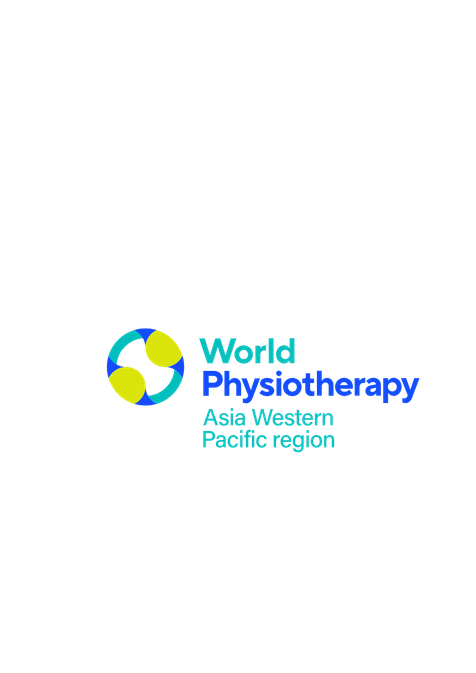 World
Physiotherapy
Asia Western
Pacific region